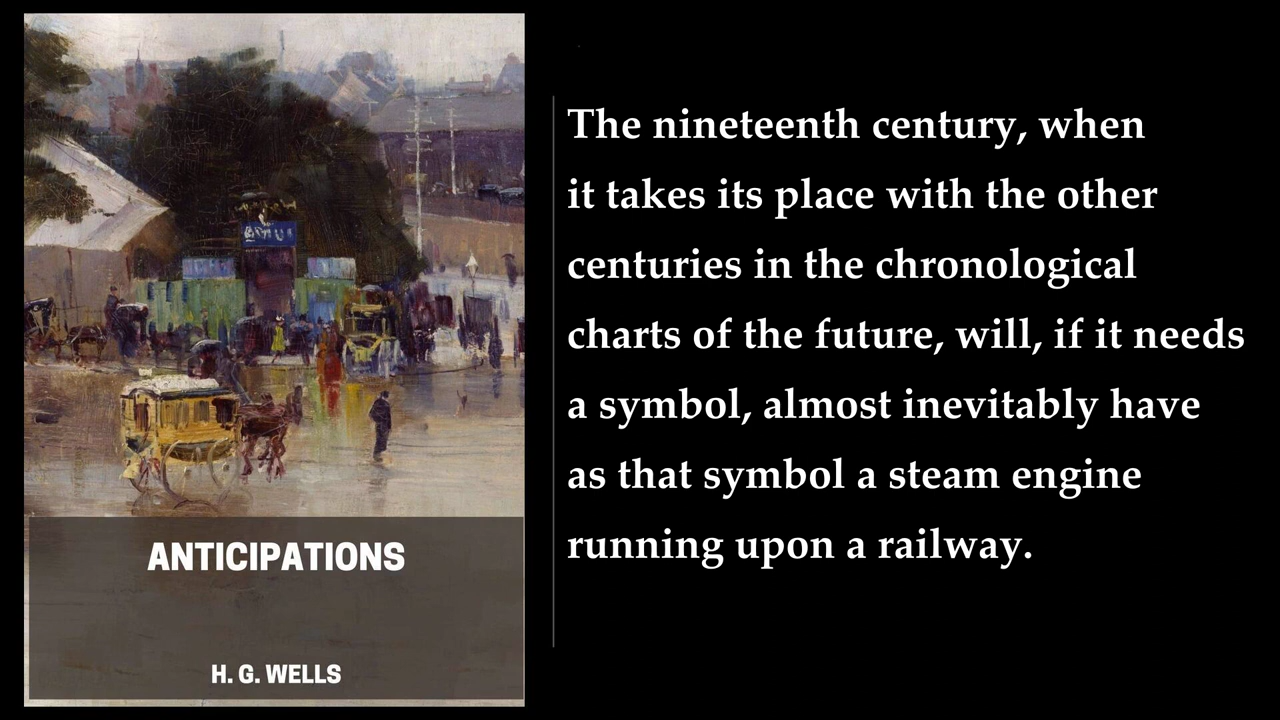 ANTICIPATIONS
H. G. WELLS
The nineteenth century, when
it takes its place with the other
centuries in the chronological
charts of the future, will, if it needs
a symbol, almost inevitably have
as that symbol a steam engine
running upon a railway.